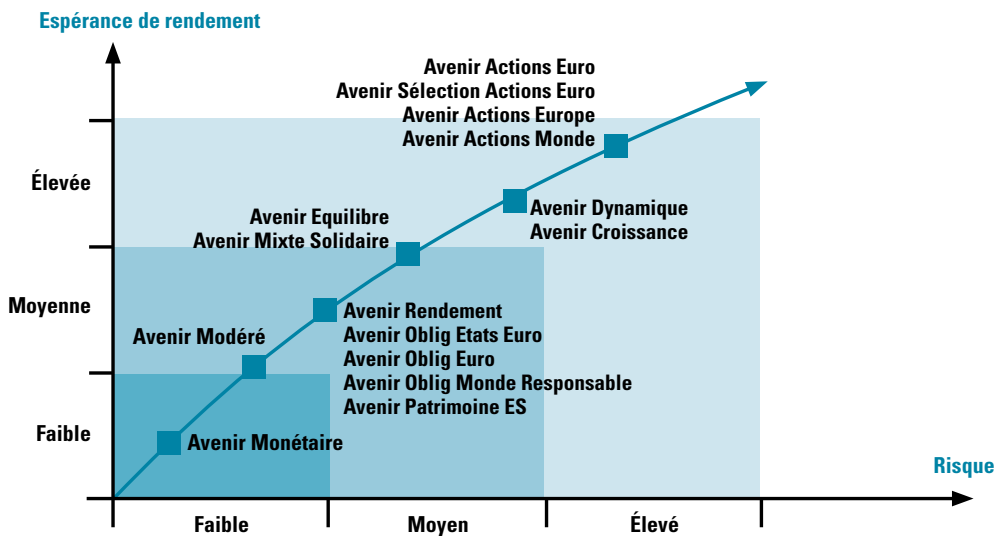 Espérance de rendement
Avenir Actions Euro
Avenir Sélection Actions Euro
Avenir Actions Europe
Avenir Actions Monde
Élevée
Avenir Equilibre
Avenir Mixte Solidaire
Avenir Dynamique
Avenir Croissance
Moyenne
Avenir Modéré
Avenir Rendement
Avenir Oblig Etats Euro
Avenir Oblig Euro
Avenir Oblig Monde Responsable
Avenir Patrimoine ES
Faible
Avenir Monétaire
Risque
Faible
Moyen
Élevé